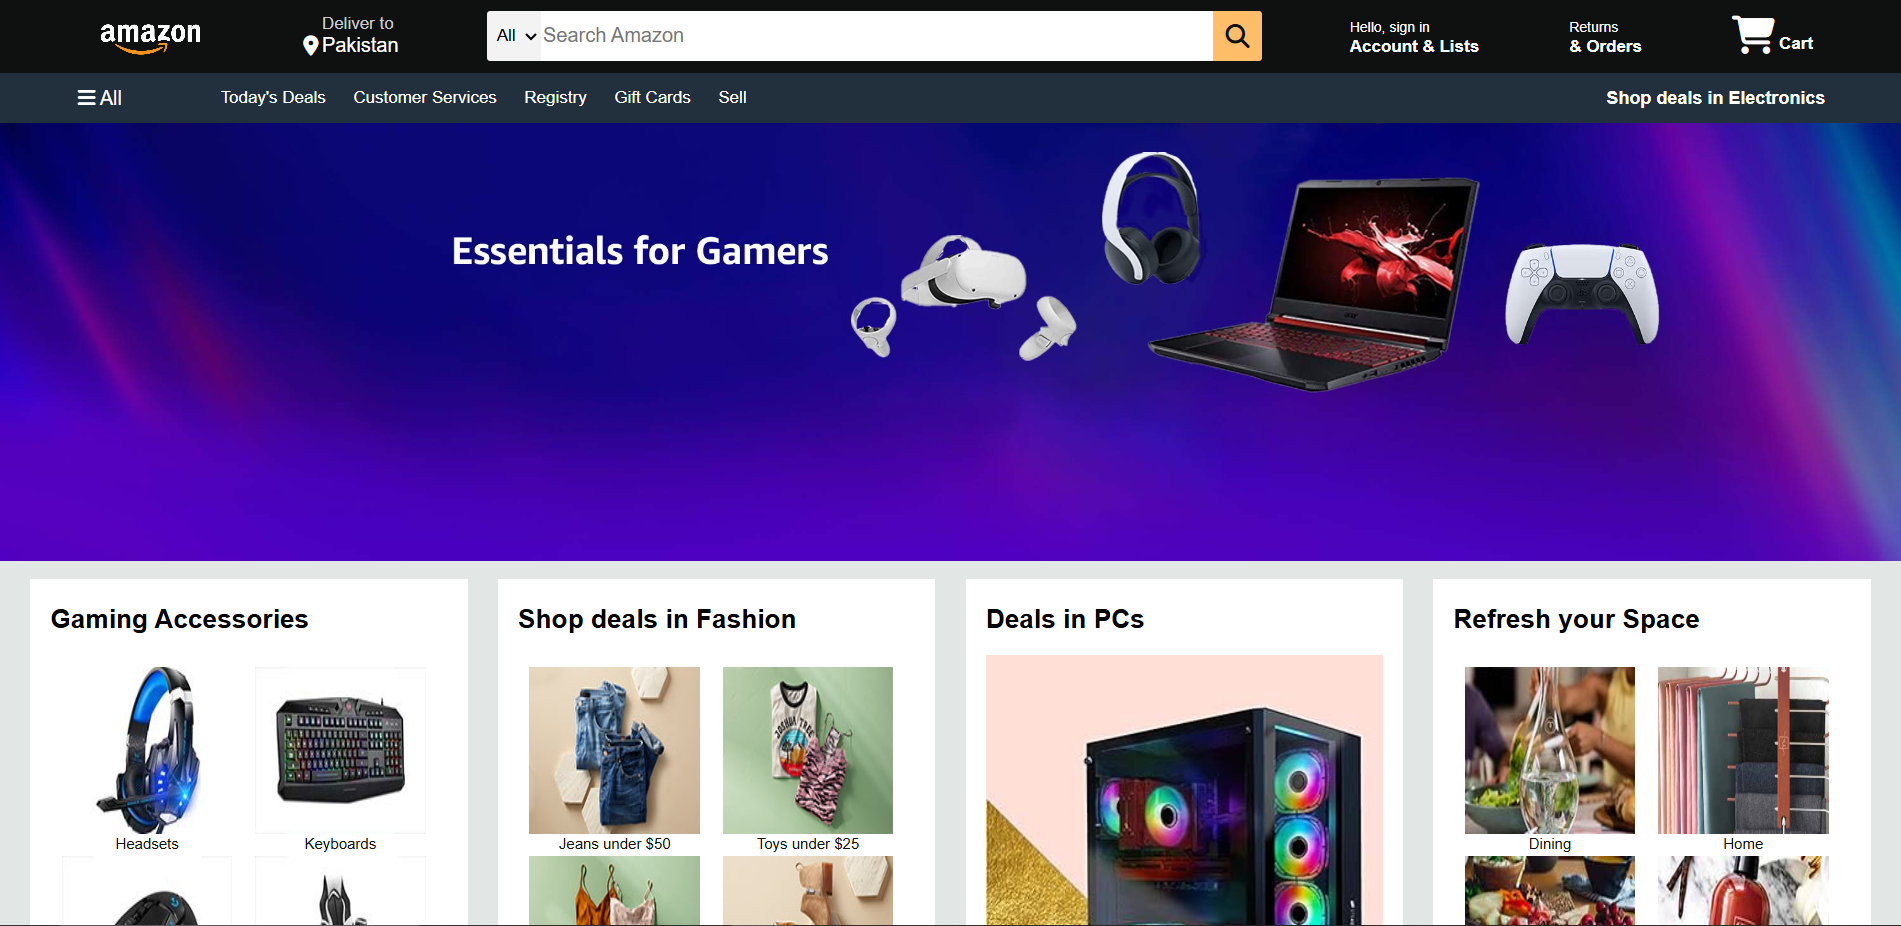 amazon
Deliver to
Pakistan
All
Search Amazon
Hello, sign in
Account & Lists
Returns
& Orders
Cart
All
Today's Deals
Customer Services
Registry
Gift Cards
Sell
Shop deals in Electronics
Essentials for Gamers
Gaming Accessories
Headsets
Keyboards
Shop deals in Fashion
JOSHUA TREE
Jeans under $50
Toys under $25
Deals in PCs
Refresh your Space
Dining
Home